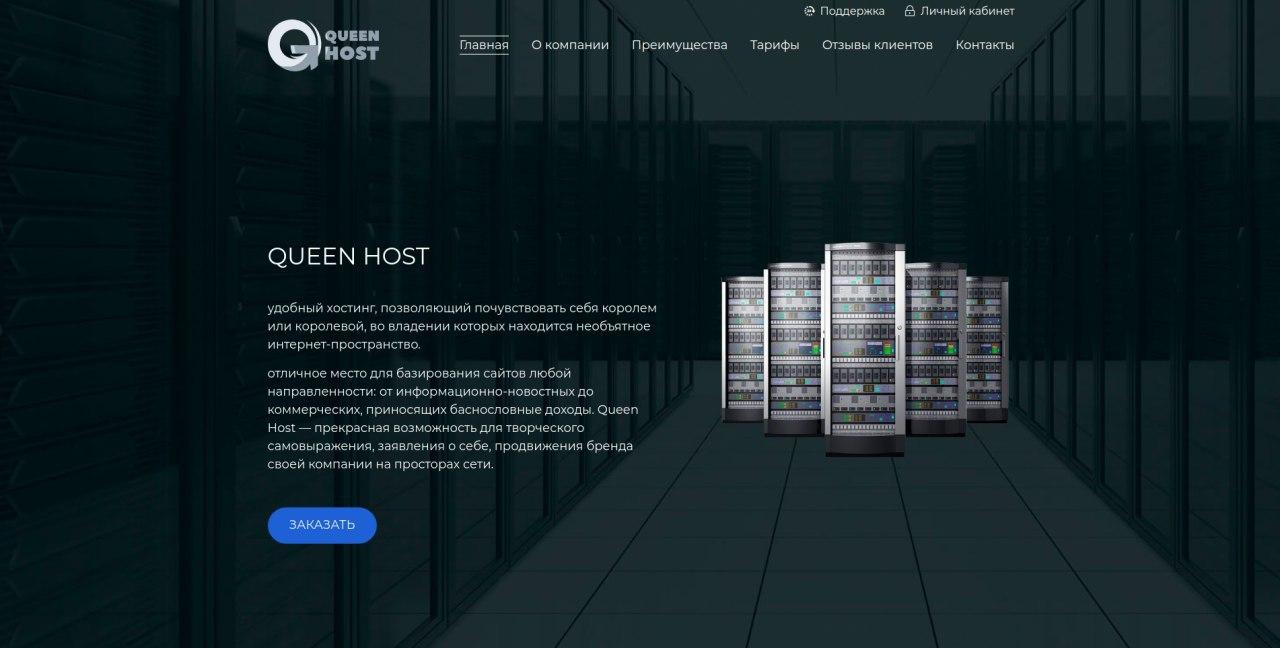 Поддержка Личный кабинет
QUEEN
HOST
Главная О компании Преимущества Тарифы Отзывы клиентов Контакты
QUEEN HOST
удобный хостинг, позволяющий почувствовать себя королем
или королевой, во владении которых находится необъятное
интернет-пространство.
отличное место для базирования сайтов любой
направленности: от информационно-новостных до
коммерческих, приносящих баснословные доходы. Queen
Host — прекрасная возможность для творческого
самовыражения, заявления о себе, продвижения бренда
своей компании на просторах сети.
ЗАКАЗАТЬ